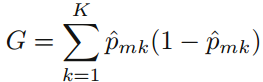 G = \sum_{k=1}^{K} \hat{p}_{mk}(1 - \hat{p}_{mk})